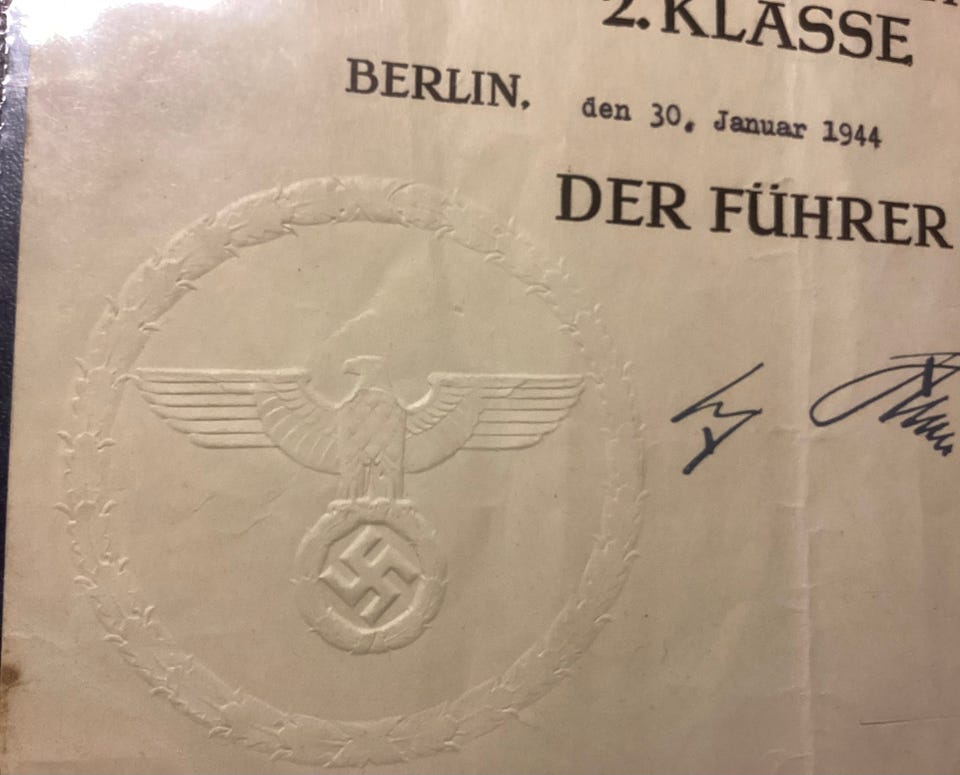 2. KLASSE
BERLIN, den 30. Januar 1944
DER FÜHRER